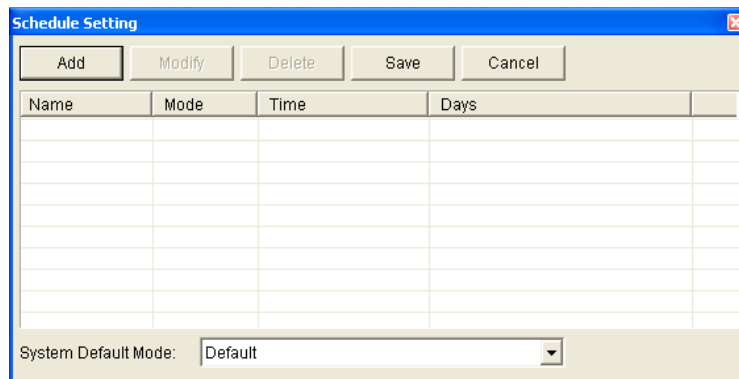 Schedule Setting
Add Modify Delete Save Cancel
Name Mode Time Days
System Default Mode: Default